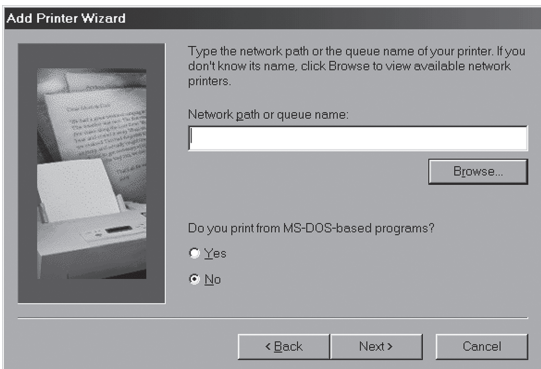 Add Printer Wizard
Type the network path or the queue name of your printer. If you
don't know its name, click Browse to view available network
printers.
Network path or queue name:
Browse...
Do you print from MS-DOS-based programs?
Yes
No
< Back
Next >
Cancel